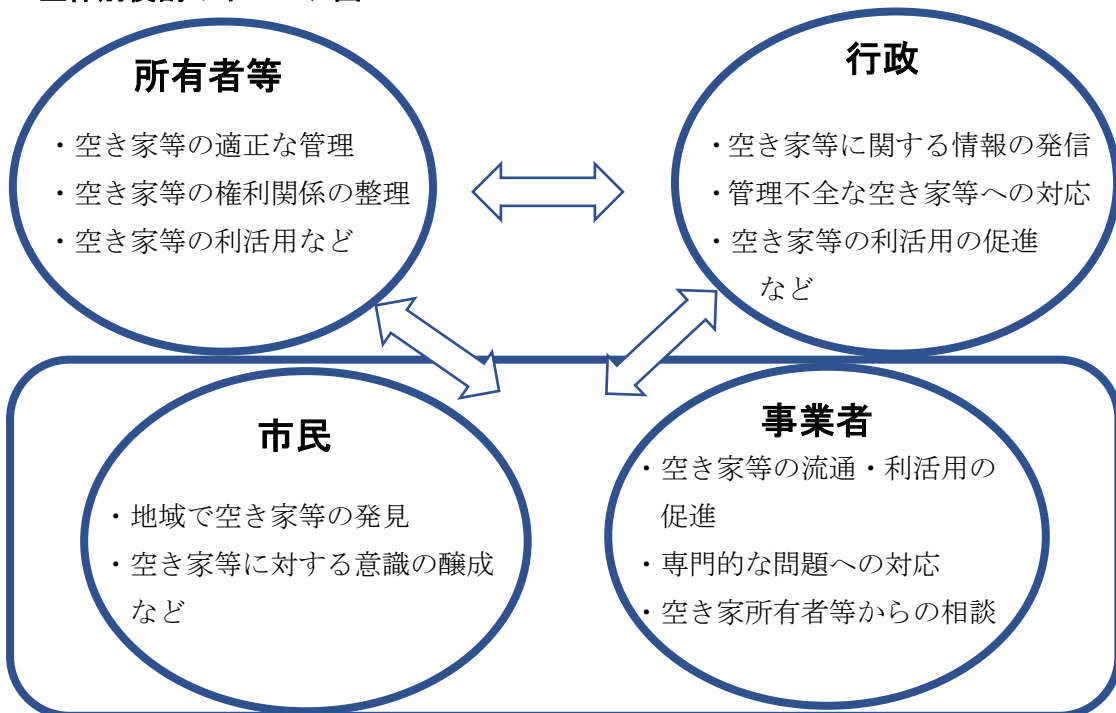 所有者等
・空き家等の適正な管理
・空き家等の権利関係の整理
・空き家等の利活用など
行政
・空き家等に関する情報の発信
・管理不全な空き家等への対応
・空き家等の利活用の促進
など
市民
・地域で空き家等の発見
・空き家等に対する意識の醸成
など
事業者
・空き家等の流通・利活用の
促進
・専門的な問題への対応
・空き家所有者等からの相談